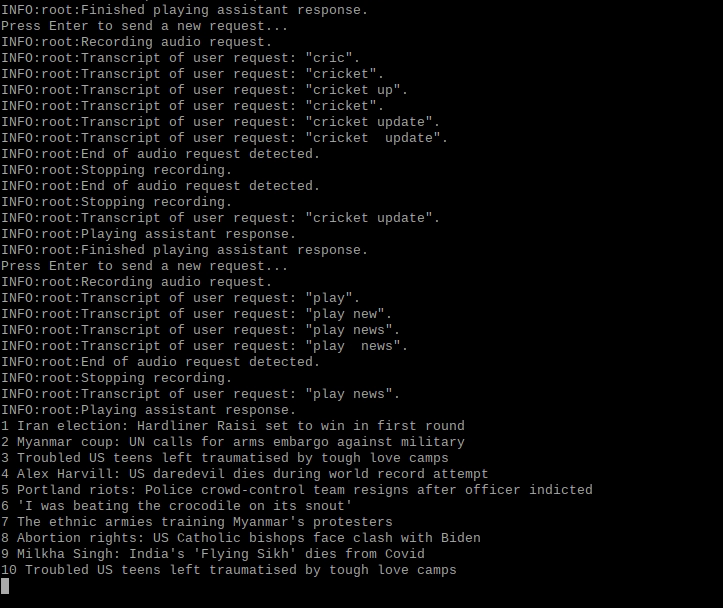 INFO:root:Finished playing assistant response.
Press Enter to send a new request...
INFO:root:Recording audio request.
INFO:root:Transcript of user request: "cric".
INFO:root:Transcript of user request: "cricket".
INFO:root:Transcript of user request: "cricket up".
INFO:root:Transcript of user request: "cricket".
INFO:root:Transcript of user request: "cricket update".
INFO:root:Transcript of user request: "cricket  update".
INFO:root:End of audio request detected.
INFO:root:Stopping recording.
INFO:root:End of audio request detected.
INFO:root:Stopping recording.
INFO:root:Transcript of user request: "cricket update".
INFO:root:Playing assistant response.
INFO:root:Finished playing assistant response.
Press Enter to send a new request...
INFO:root:Recording audio request.
INFO:root:Transcript of user request: "play".
INFO:root:Transcript of user request: "play new".
INFO:root:Transcript of user request: "play news".
INFO:root:Transcript of user request: "play  news".
INFO:root:End of audio request detected.
INFO:root:Stopping recording.
INFO:root:Transcript of user request: "play news".
INFO:root:Playing assistant response.
1 Iran election: Hardliner Raisi set to win in first round
2 Myanmar coup: UN calls for arms embargo against military
3 Troubled US teens left traumatised by tough love camps
4 Alex Harvill: US daredevil dies during world record attempt
5 Portland riots: Police crowd-control team resigns after officer indicted
6 'I was beating the crocodile on its snout'
7 The ethnic armies training Myanmar's protesters
8 Abortion rights: US Catholic bishops face clash with Biden
9 Milkha Singh: India's 'Flying Sikh' dies from Covid
10 Troubled US teens left traumatised by tough love camps